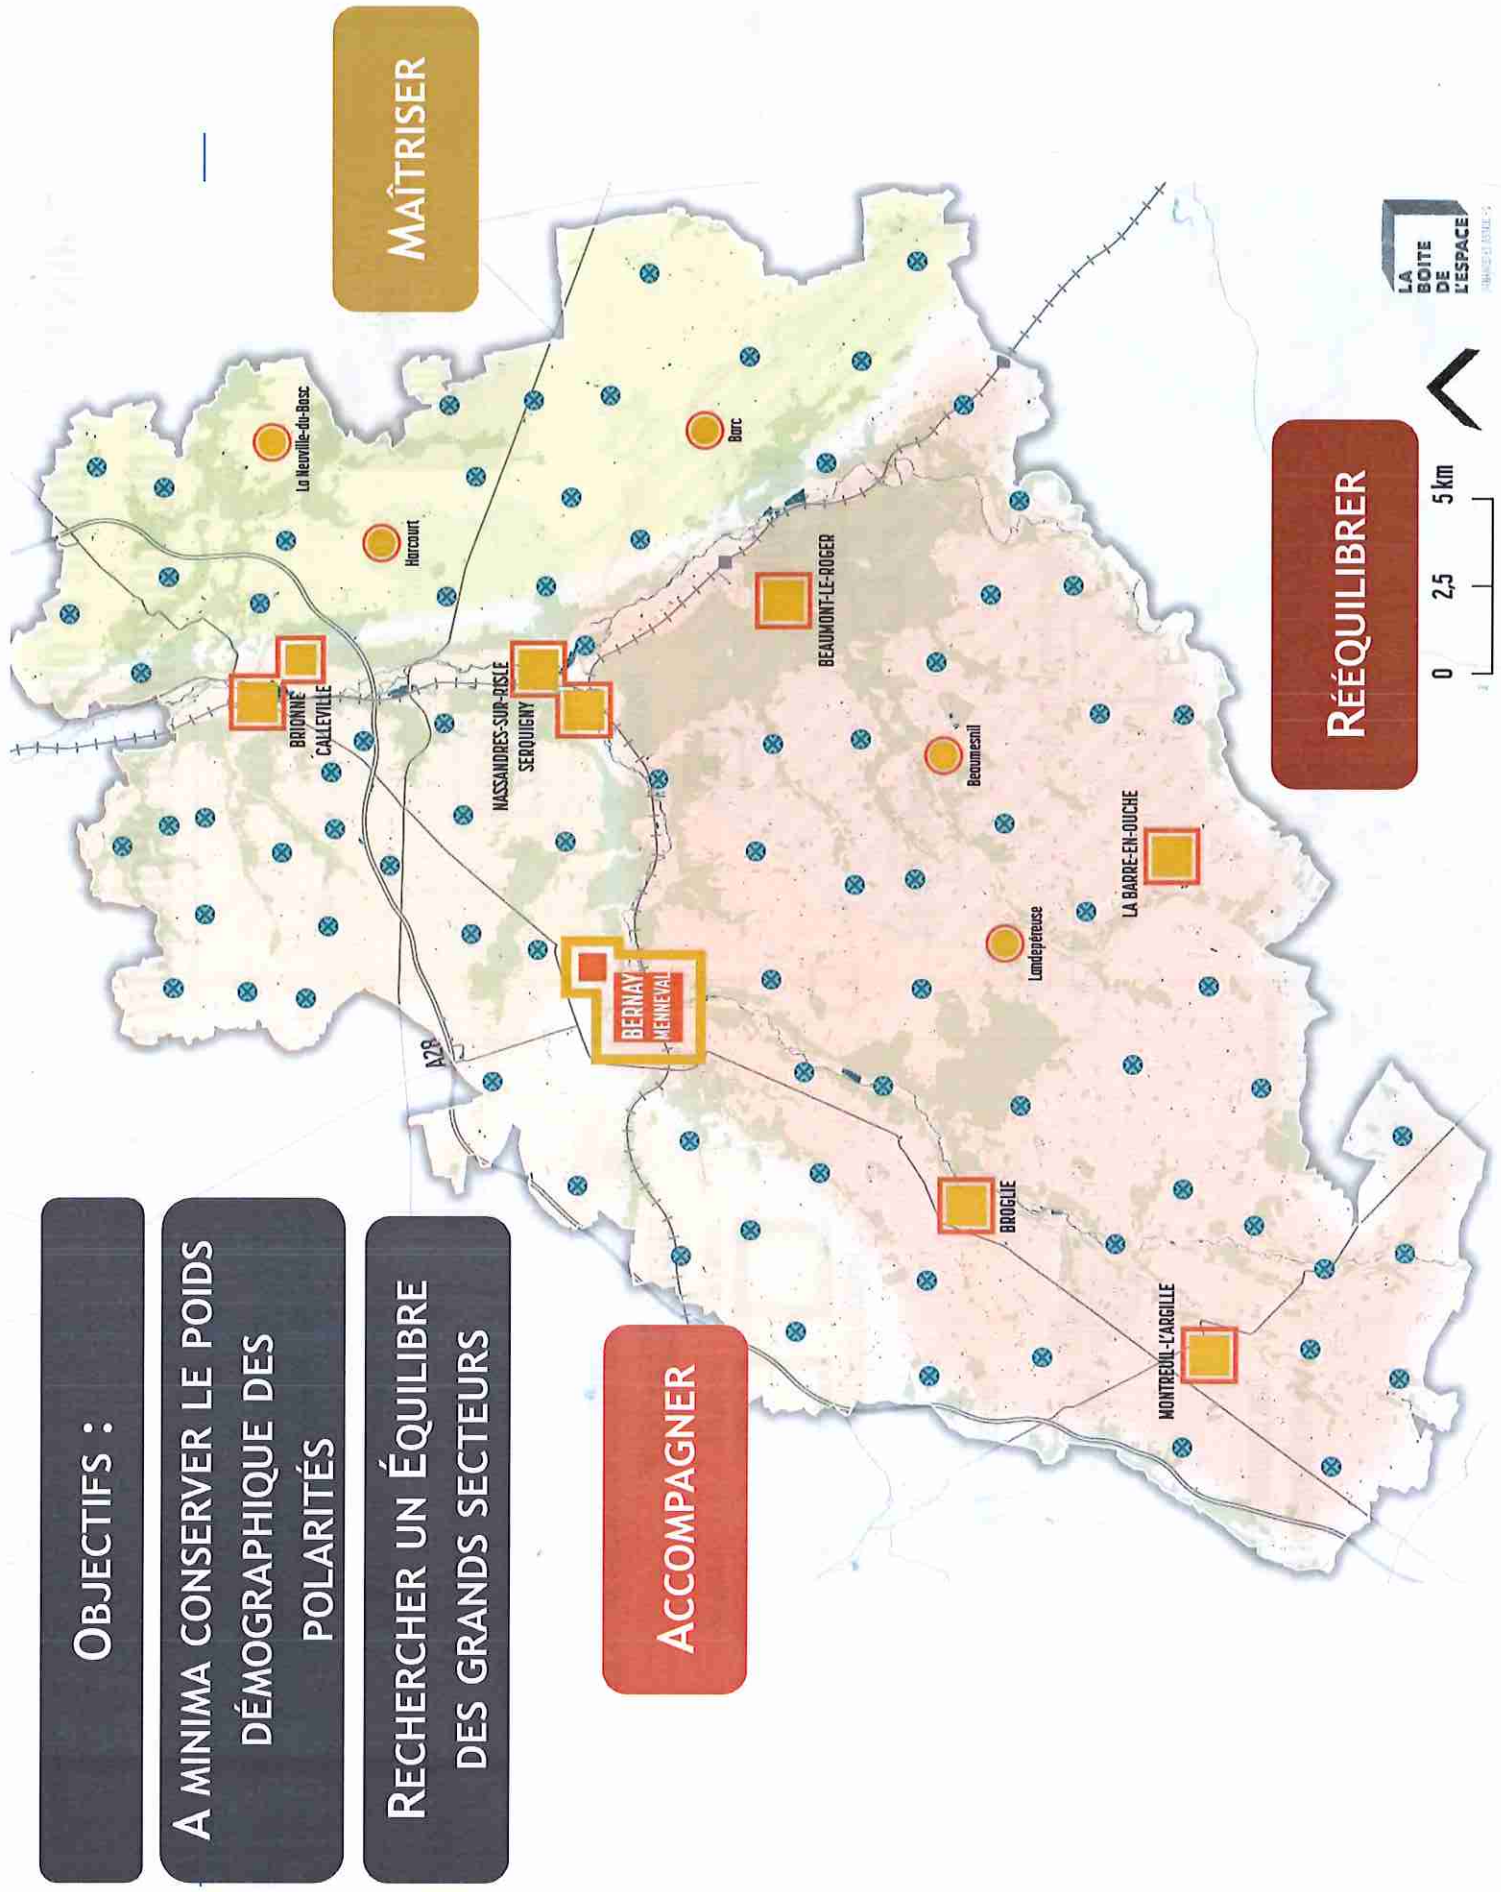 OBJECTIFS :
A MINIMA CONSERVER LE POIDS
DÉMOGRAPHIQUE DES
POLARITÉS
RECHERCHER UN ÉQUILIBRE
DES GRANDS SECTEURS
ACCOMPAGNER
MAÎTRISER
RÉÉQUILIBRER
A28
La Neuville-du-Bosc
Harcourt
BRIONNE
CALLEVILLE
NASSANDRES-SUR-RISLE
SERQUIGNY
Barc
BEAUMONT-LE-ROGER
BERNAY
MENNEVAL
Beaumesnil
Landepéreuse
LA BARRE-EN-OUCHE
BROGLIE
MONTREUIL-L'ARGILLE
0 2,5 5 km
LA
BOITE
DE
L'ESPACE